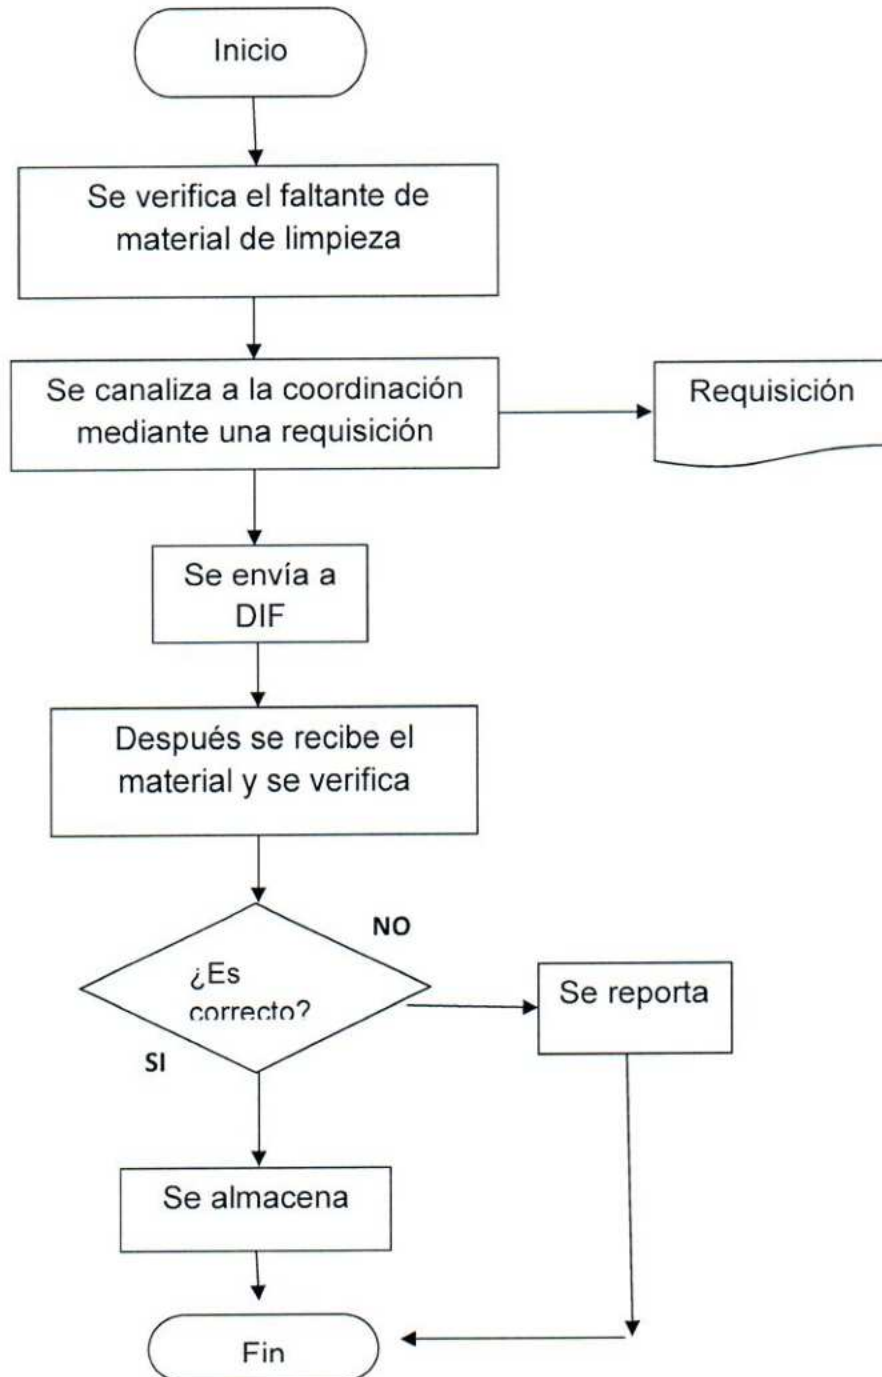 Inicio
Se verifica el faltante de
material de limpieza
Se canaliza a la coordinación
mediante una requisición
Requisición
Se envía a
DIF
Después se recibe el
material y se verifica
NO
¿Es
correcto?
Se reporta
SI
Se almacena
Fin